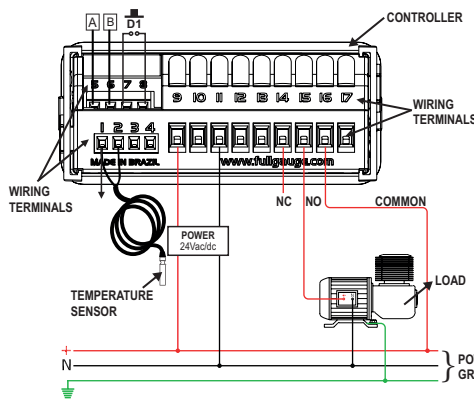 A B
D1
CONTROLLER
5 6 7 8
9 10 11 12 13 14 15 16 17
WIRING
TERMINALS
1 2 3 4
MADE IN BRAZIL
www.fullgauge.com
WIRING
TERMINALS
NC NO COMMON
POWER
24Vac/dc
TEMPERATURE
SENSOR
LOAD
+
N